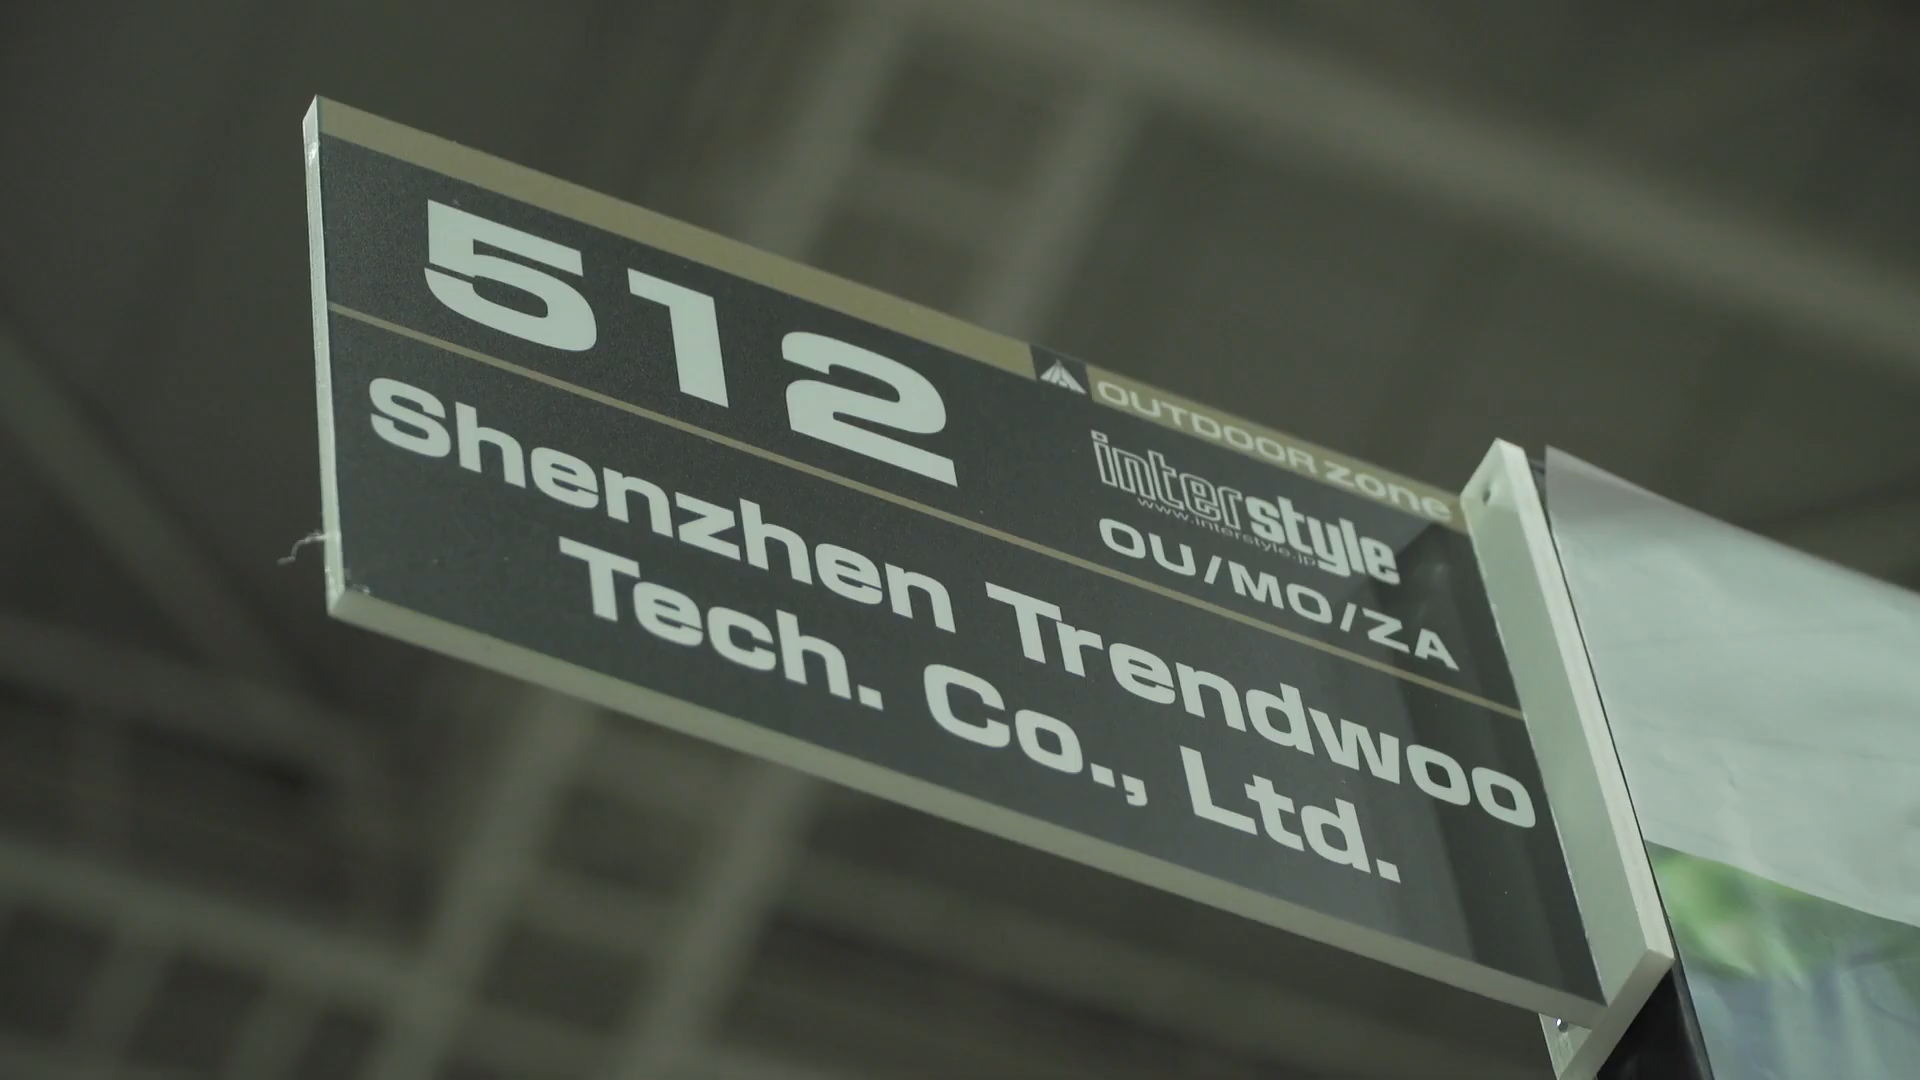 OUTDOOR ZONE
512
interstyle
www.interstyle.jp
OU/MO/ZA
Shenzhen Trendwoo
Tech. Co., Ltd.